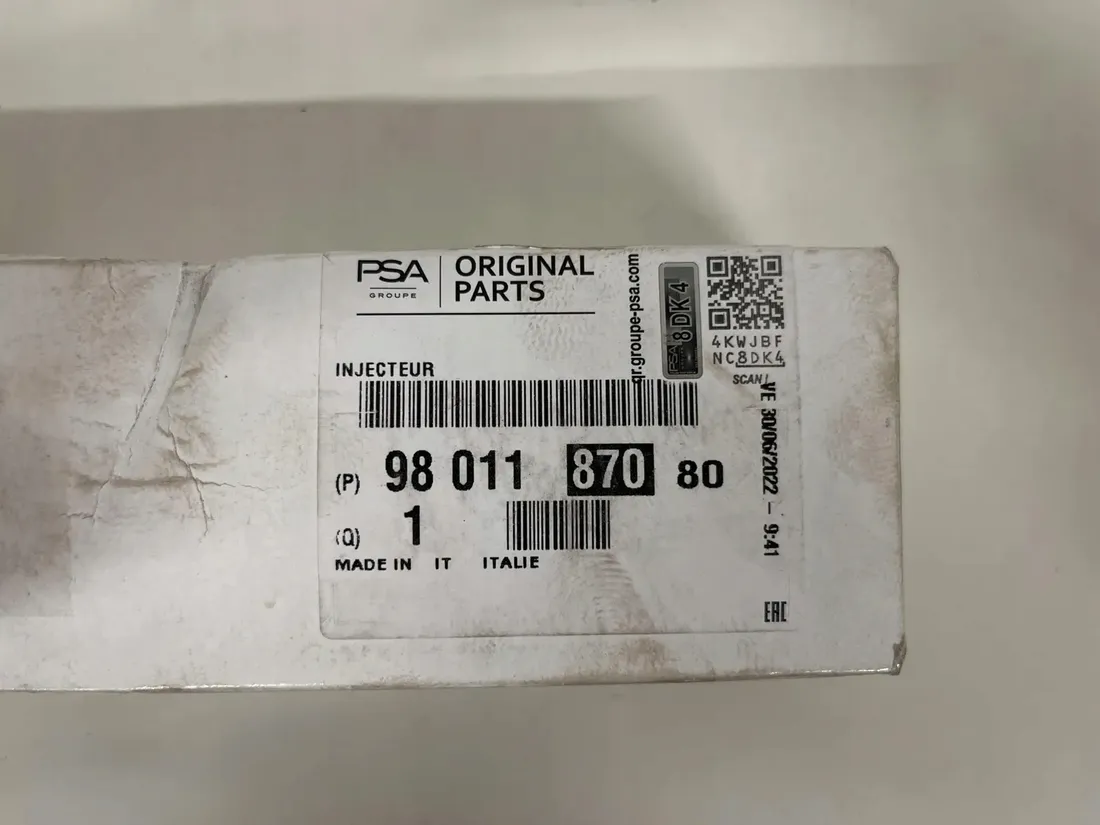 PSA
GROUPE
ORIGINAL
PARTS
qr.groupe-psa.com
8DK4
PSA
4KWJBF
NC8DK4
SCAN!
INJECTEUR
(P) 98 011 870 80
(Q) 1
MADE IN IT ITALIE
VE 30/06/2022 - 9:41
EAC